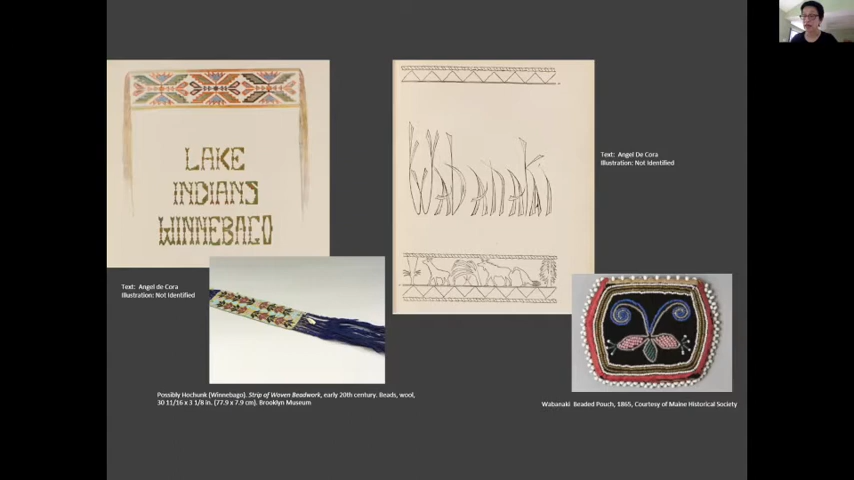 LAKE
INDIANS
WINNEBAGO
Text: Angel de Cora
Illustration: Not Identified
Possibly Hochunk (Winnebago). Strip of Woven Beadwork, early 20th century. Beads, wool,
30 11/16 x 3 1/8 in. (77.9 x 7.9 cm). Brooklyn Museum
Wabanaki
Text: Angel De Cora
Illustration: Not Identified
Wabanaki Beaded Pouch, 1865, Courtesy of Maine Historical Society